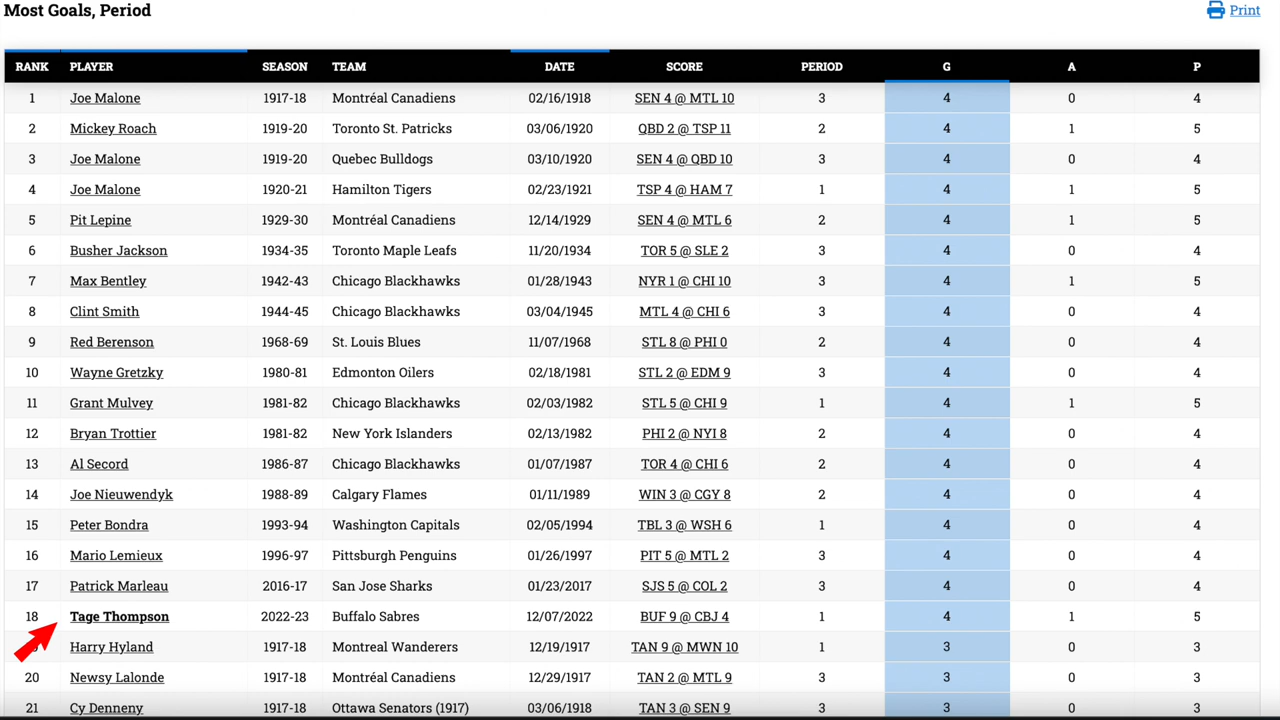 Most Goals, Period
Print
RANK PLAYER SEASON TEAM DATE SCORE PERIOD G A P
1 Joe Malone 1917-18 Montréal Canadiens 02/16/1918 SEN 4 @ MTL 10 3 4 0 4
2 Mickey Roach 1919-20 Toronto St. Patricks 03/06/1920 QBD 2 @ TSP 11 2 4 1 5
3 Joe Malone 1919-20 Quebec Bulldogs 03/10/1920 SEN 4 @ QBD 10 3 4 0 4
4 Joe Malone 1920-21 Hamilton Tigers 02/23/1921 TSP 4 @ HAM 7 1 4 1 5
5 Pit Lepine 1929-30 Montréal Canadiens 12/14/1929 SEN 4 @ MTL 6 2 4 1 5
6 Busher Jackson 1934-35 Toronto Maple Leafs 11/20/1934 TOR 5 @ SLE 2 3 4 0 4
7 Max Bentley 1942-43 Chicago Blackhawks 01/28/1943 NYR 1 @ CHI 10 3 4 1 5
8 Clint Smith 1944-45 Chicago Blackhawks 03/04/1945 MTL 4 @ CHI 6 3 4 0 4
9 Red Berenson 1968-69 St. Louis Blues 11/07/1968 STL 8 @ PHI 0 2 4 0 4
10 Wayne Gretzky 1980-81 Edmonton Oilers 02/18/1981 STL 2 @ EDM 9 3 4 0 4
11 Grant Mulvey 1981-82 Chicago Blackhawks 02/03/1982 STL 5 @ CHI 9 1 4 1 5
12 Bryan Trottier 1981-82 New York Islanders 02/13/1982 PHI 2 @ NYI 8 2 4 0 4
13 Al Secord 1986-87 Chicago Blackhawks 01/07/1987 TOR 4 @ CHI 6 2 4 0 4
14 Joe Nieuwendyk 1988-89 Calgary Flames 01/11/1989 WIN 3 @ CGY 8 2 4 0 4
15 Peter Bondra 1993-94 Washington Capitals 02/05/1994 TBL 3 @ WSH 6 1 4 0 4
16 Mario Lemieux 1996-97 Pittsburgh Penguins 01/26/1997 PIT 5 @ MTL 2 3 4 0 4
17 Patrick Marleau 2016-17 San Jose Sharks 01/23/2017 SJS 5 @ COL 2 3 4 0 4
18 Tage Thompson 2022-23 Buffalo Sabres 12/07/2022 BUF 9 @ CBJ 4 1 4 1 5
Harry Hyland 1917-18 Montreal Wanderers 12/19/1917 TAN 9 @ MWN 10 1 3 0 3
20 Newsy Lalonde 1917-18 Montréal Canadiens 12/29/1917 TAN 2 @ MTL 9 3 3 0 3
21 Cy Denneny 1917-18 Ottawa Senators (1917) 03/06/1918 TAN 3 @ SEN 9 3 3 0 3